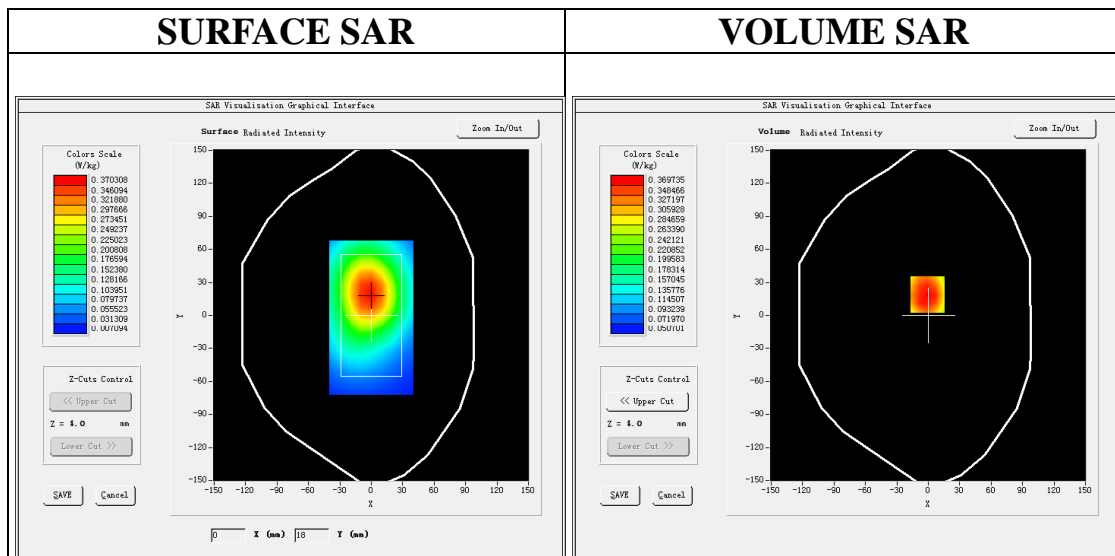 SURFACE SAR
VOLUME SAR
SAR Visualisation Graphical Interface
Surface Radiated Intensity
Zoom In/Out
Colors Scale
(W/kg)
0.370308
0.346094
0.321880
0.297666
0.273451
0.249237
0.225023
0.200808
0.176594
0.152380
0.128166
0.103951
0.079737
0.055523
0.031309
0.007094
150
120
90
60
30
0
-30
-60
-90
-120
-150
Y
-150 -120 -90 -60 -30 0 30 60 90 120 150
X
Z-Cuts Control
<< Upper Cut
Z = 4.0 mm
Lower Cut >>
SAVE Cancel
0 X (mm) 18 Y (mm)
SAR Visualisation Graphical Interface
Volume Radiated Intensity
Zoom In/Out
Colors Scale
(W/kg)
0.369735
0.348466
0.327197
0.305928
0.284659
0.263390
0.242121
0.220852
0.199583
0.178314
0.157045
0.135776
0.114507
0.093239
0.071970
0.050701
150
120
90
60
30
0
-30
-60
-90
-120
-150
Y
-150 -120 -90 -60 -30 0 30 60 90 120 150
X
Z-Cuts Control
<< Upper Cut
Z = 4.0 mm
Lower Cut >>
SAVE Cancel